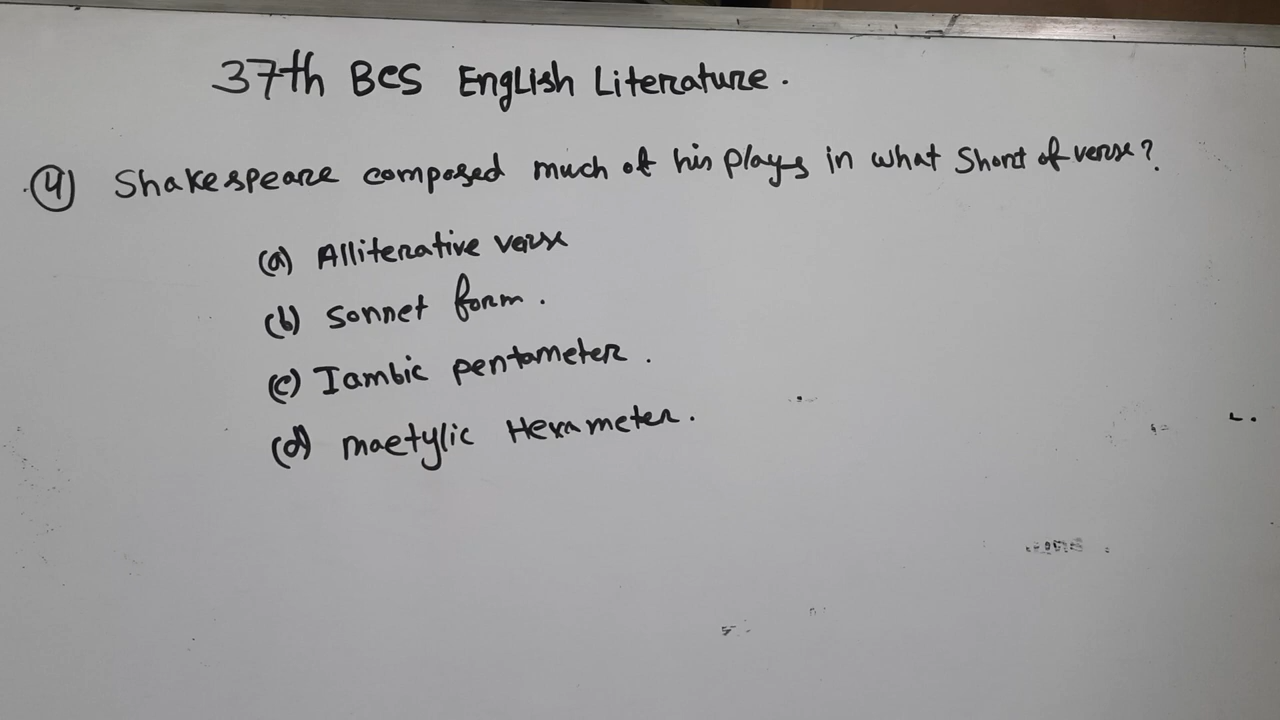 37th BCS English Literature.
(4) Shakespeare composed much of his plays in what Short of verse?
(a) Alliterative verse
(b) Sonnet form.
(c) Iambic pentameter.
(d) maetylic Hexameter.